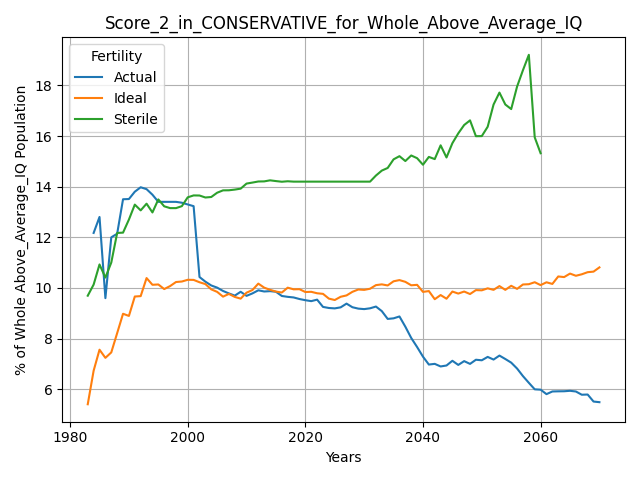 Score_2_in_CONSERVATIVE_for_Whole_Above_Average_IQ
Fertility
Actual
Ideal
Sterile
% of Whole Above_Average_IQ Population
18
16
14
12
10
8
6
1980
2000
2020
2040
2060
Years